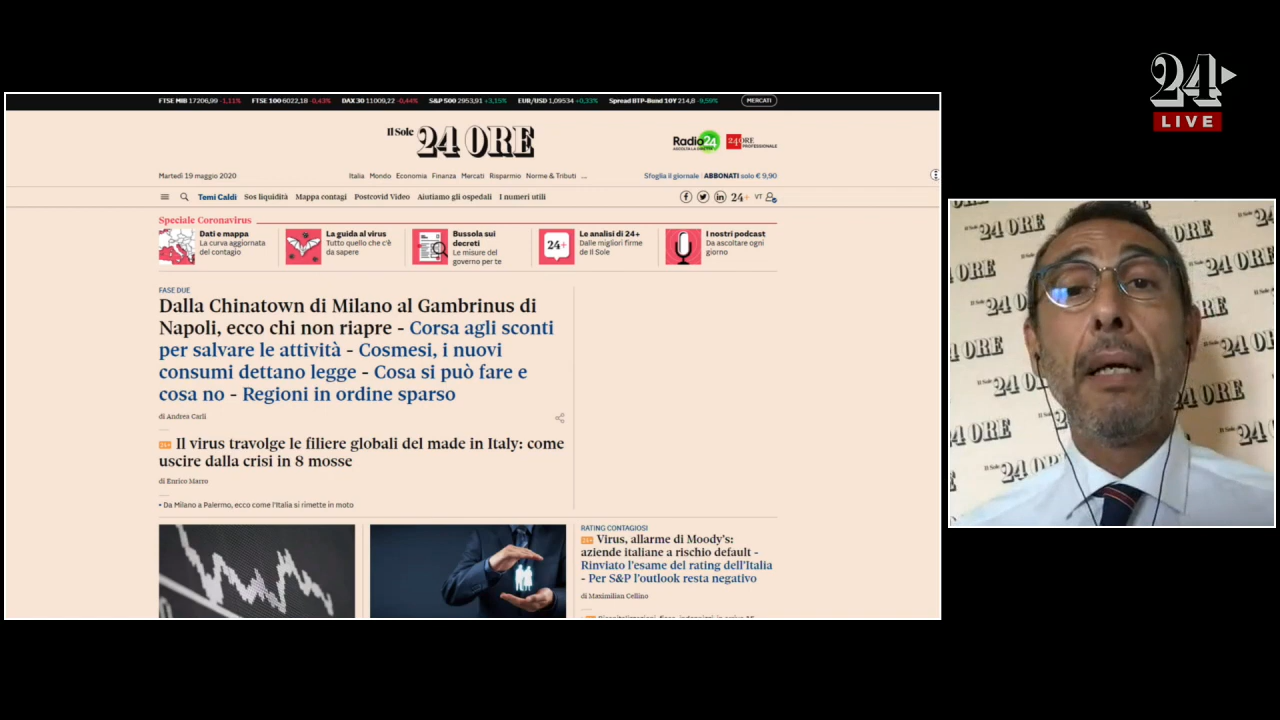 24
LIVE
FTSE MIB 17206,99 -1,11% FTSE 100 6022,18 -0,43% DAX 30 11009,22 -0,44% S&P 500 2953,91 +3,15% EUR/USD 1,09534 +0,33% Spread BTP-Bund 10Y 214,8 -0,59% MERCATI
Il Sole 24 ORE
Radio24
24 ORE
PROFESSIONALE
Martedì 19 maggio 2020
Italia Mondo Economia Finanza Mercati Risparmio Norme & Tributi ...
Sfoglia il giornale ABBONATI solo € 9,90
Temi Caldi Sos liquidità Mappa contagi Postcovid Video Aiutiamo gli ospedali I numeri utili
24+ VT
Speciale Coronavirus
Dati e mappa
La curva aggiornata
del contagio
La guida al virus
Tutto quello che c'è
da sapere
Bussola sui
decreti
Le misure del
governo per te
24+
Le analisi di 24+
Dalle migliori firme
de Il Sole
I nostri podcast
Da ascoltare ogni
giorno
FASE DUE
Dalla Chinatown di Milano al Gambrinus di
Napoli, ecco chi non riapre - Corsa agli sconti
per salvare le attività - Cosmesi, i nuovi
consumi dettano legge - Cosa si può fare e
cosa no - Regioni in ordine sparso
di Andrea Carli
24+ Il virus travolge le filiere globali del made in Italy: come
uscire dalla crisi in 8 mosse
di Enrico Marro
• Da Milano a Palermo, ecco come l'Italia si rimette in moto
RATING CONTAGIOSI
24+ Virus, allarme di Moody's:
aziende italiane a rischio default -
Rinviato l'esame del rating dell'Italia
- Per S&P l'outlook resta negativo
di Maximilian Cellino
Il Sole 24 ORE